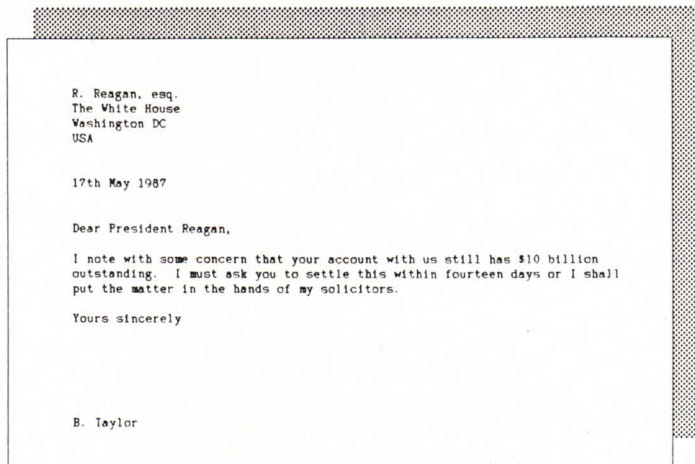 R. Reagan, esq.
The White House
Washington DC
USA
17th May 1987
Dear President Reagan,
I note with some concern that your account with us still has $10 billion
outstanding. I must ask you to settle this within fourteen days or I shall
put the matter in the hands of my solicitors.
Yours sincerely
B. Taylor